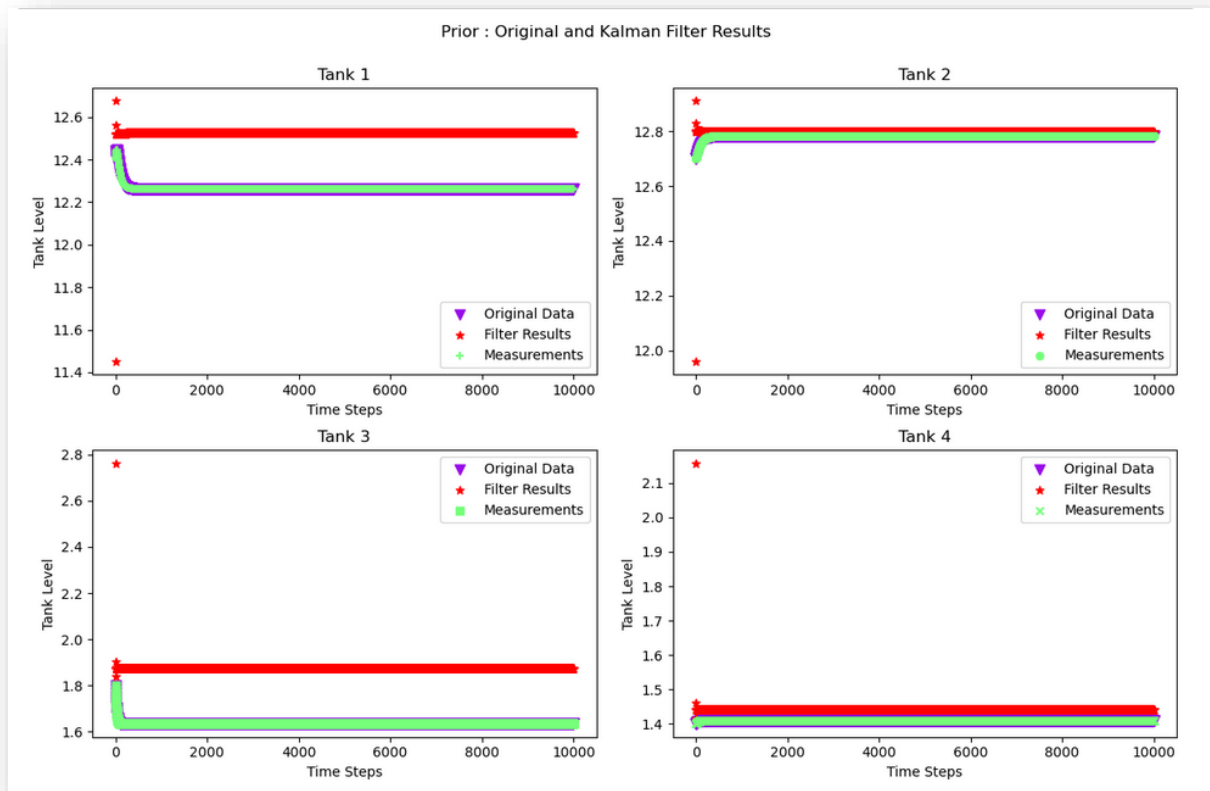 Prior : Original and Kalman Filter Results
Tank 1
12.6
12.4
12.2
12.0
11.8
11.6
11.4
Tank Level
0 2000 4000 6000 8000 10000
Time Steps
Original Data
Filter Results
Measurements
Tank 2
12.8
12.6
12.4
12.2
12.0
Tank Level
0 2000 4000 6000 8000 10000
Time Steps
Original Data
Filter Results
Measurements
Tank 3
2.8
2.6
2.4
2.2
2.0
1.8
1.6
Tank Level
0 2000 4000 6000 8000 10000
Time Steps
Original Data
Filter Results
Measurements
Tank 4
2.1
2.0
1.9
1.8
1.7
1.6
1.5
1.4
Tank Level
0 2000 4000 6000 8000 10000
Time Steps
Original Data
Filter Results
Measurements